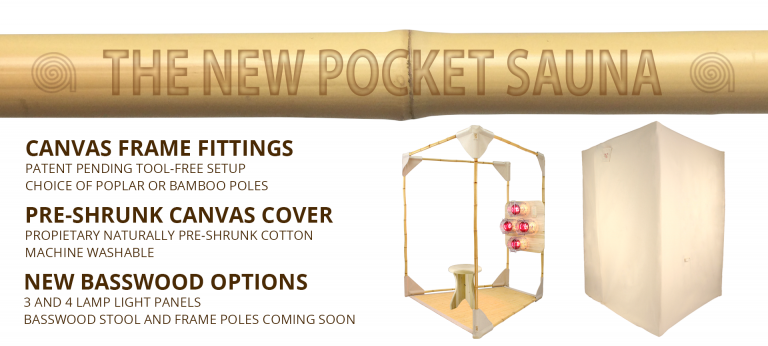 THE NEW POCKET SAUNA
CANVAS FRAME FITTINGS
PATENT PENDING TOOL-FREE SETUP
CHOICE OF POPLAR OR BAMBOO POLES
PRE-SHRUNK CANVAS COVER
PROPIETARY NATURALLY PRE-SHRUNK COTTON
MACHINE WASHABLE
NEW BASSWOOD OPTIONS
3 AND 4 LAMP LIGHT PANELS
BASSWOOD STOOL AND FRAME POLES COMING SOON